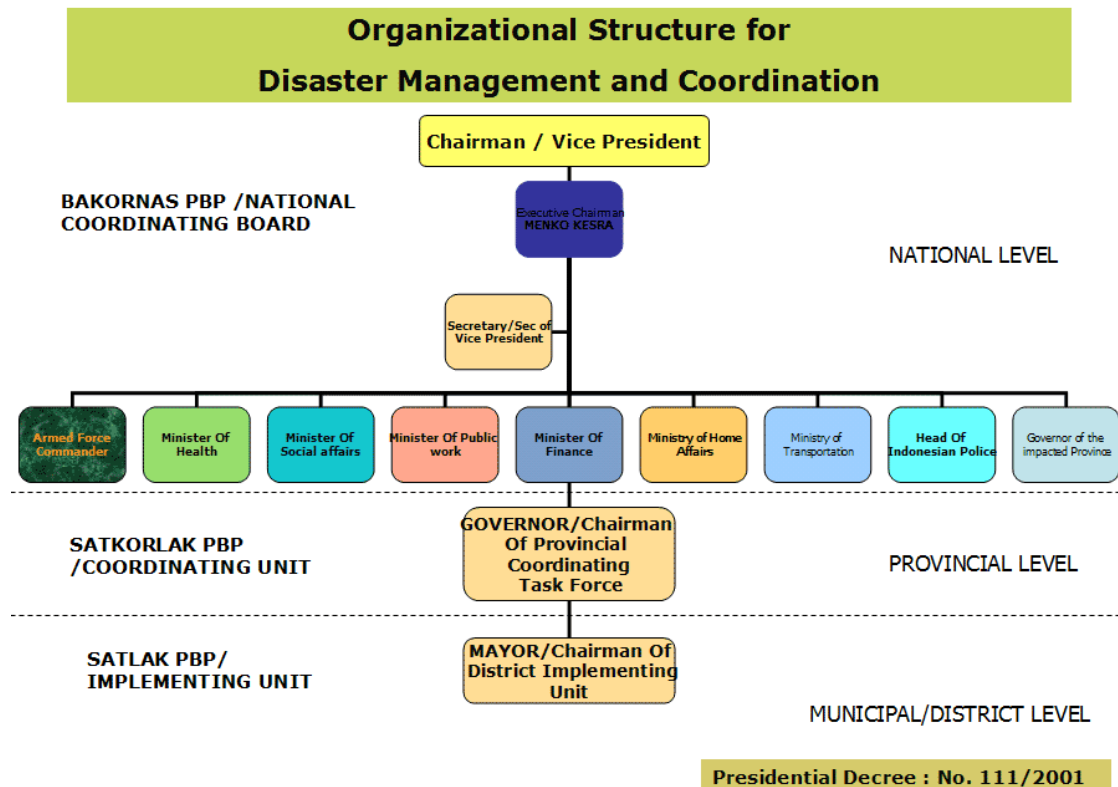 Organizational Structure for
Disaster Management and Coordination
Chairman / Vice President
BAKORNAS PBP /NATIONAL
COORDINATING BOARD
Executive Chairman
MENKO KESRA
NATIONAL LEVEL
Secretary/Sec of
Vice President
Armed Force
Commander
Minister Of
Health
Minister Of
Social affairs
Minister Of Public
work
Minister Of
Finance
Ministry of Home
Affairs
Ministry of
Transportation
Head Of
Indonesian Police
Governor of the
impacted Province
SATKORLAK PBP
/COORDINATING UNIT
GOVERNOR/Chairman
Of Provincial
Coordinating
Task Force
PROVINCIAL LEVEL
SATLAK PBP/
IMPLEMENTING UNIT
MAYOR/Chairman Of
District Implementing
Unit
MUNICIPAL/DISTRICT LEVEL
Presidential Decree : No. 111/2001